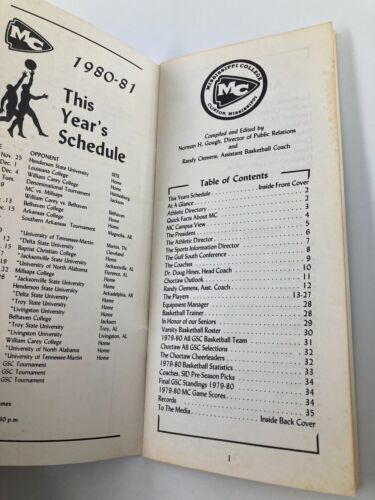 MC
1980-81
This
Year's
Schedule
OPPONENT SITE
Nov. 25 Henderson State University Home
Dec. 1 Louisiana College Home
Dec. 4 William Carey College Hattiesburg
Denominational Tournament Home
MC vs. Millsaps
William Carey vs. Belhaven
Belhaven College Belhaven
Arkansas College Home
Southern Arkansas College Magnolia, AR
*University of Tennessee-Martin Martin, TN
*Delta State University Cleveland
Baptist Christian College Home
*Jacksonville State University Jacksonville, AL
*University of North Alabama Florence, AL
Millsaps College Home
*Jacksonville State University Home
Henderson State University Arkadelphia, AR
*Delta State University Home
*Troy State University Home
*Livingston University Home
Belhaven College Jackson
*Troy State University Troy, AL
*Livingston University Livingston, AL
William Carey College Home
*University of North Alabama Home
*University of Tennessee-Martin Home
GSC Tournament
GSC Tournament
GSC Tournament
p.m.
MISSISSIPPI COLLEGE
MC
CLINTON, MISSISSIPPI
Compiled and Edited by
Norman H. Gough, Director of Public Relations
and
Randy Clemens, Assistant Basketball Coach
Table of Contents
This Years Schedule Inside Front Cover
At A Glance 2
Athletic Directory 2
Quick Facts About MC
MC Campus View
The President
The Athletic Director
The Sports Information Director
The Gulf South Conference
The Coaches
Dr. Doug Hines, Head Coach 10
Choctaw Outlook 11
Randy Clemens, Asst. Coach 12
The Players 13-27
Equipment Manager 28
Basketball Trainer 28
In Honor of our Seniors 29
Varsity Basketball Roster 30
1979-80 All GSC Basketball Team 31
Choctaw All GSC Selections 31
The Choctaw Cheerleaders 32
1979-80 Basketball Statistics 33
Coaches, SID Pre-Season Picks 34
Final GSC Standings 1979-80 34
1979-80 MC Game Scores 34
Records 35
To The Media Inside Back Cover
1